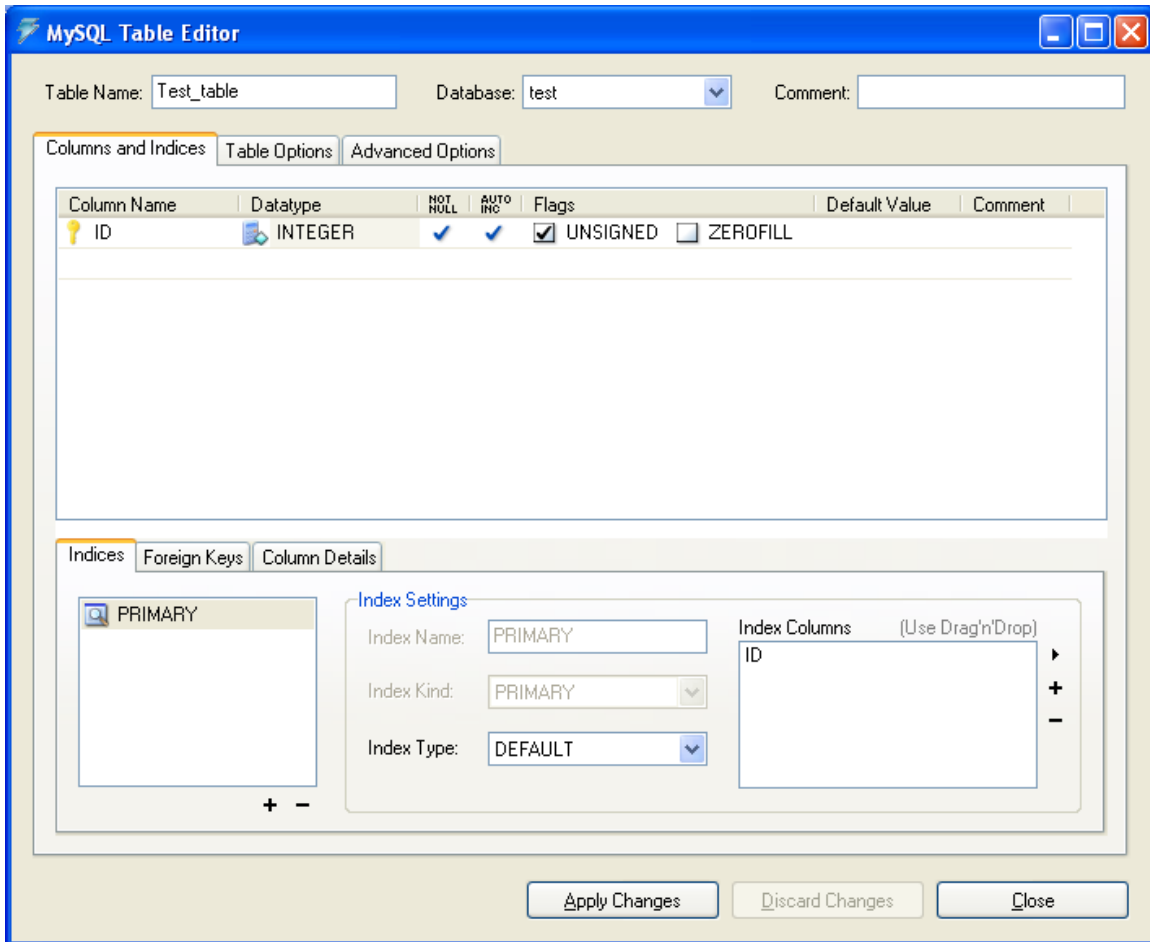 MySQL Table Editor
Table Name: Test_table Database: test Comment:
Columns and Indices Table Options Advanced Options
Column Name Datatype NOT NULL AUTO INC Flags Default Value Comment
ID INTEGER UNSIGNED ZEROFILL
Indices Foreign Keys Column Details
PRIMARY
Index Settings
Index Name: PRIMARY
Index Kind: PRIMARY
Index Type: DEFAULT
Index Columns (Use Drag'n'Drop)
ID
Apply Changes Discard Changes Close